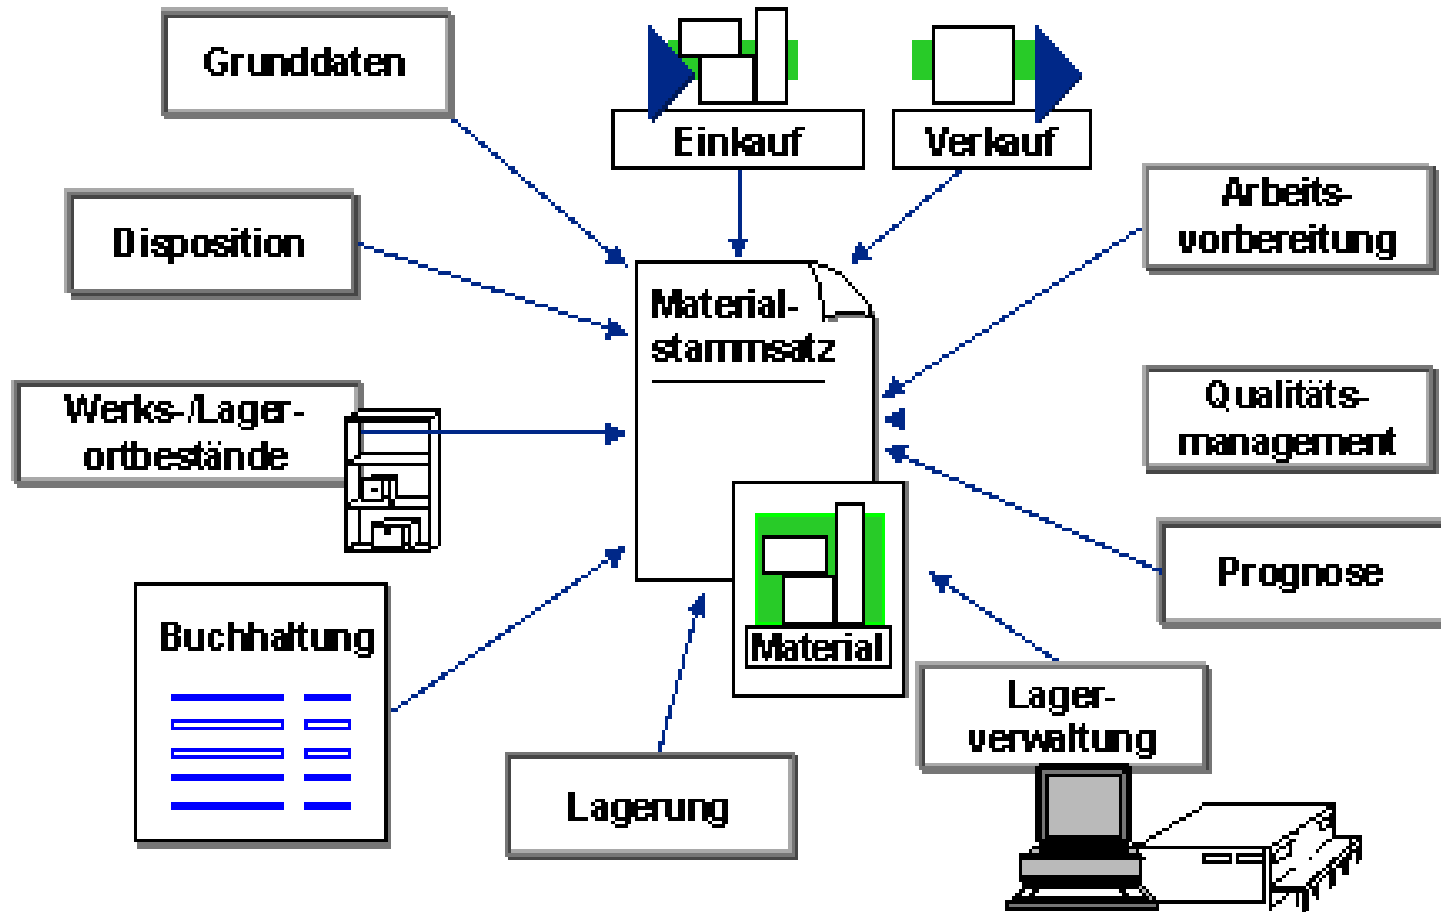 Grunddaten
Einkauf
Verkauf
Arbeits-
vorbereitung
Disposition
Material-
stammsatz
Werks-/Lager-
ortbestände
Qualitäts-
management
Prognose
Buchhaltung
Material
Lager-
verwaltung
Lagerung